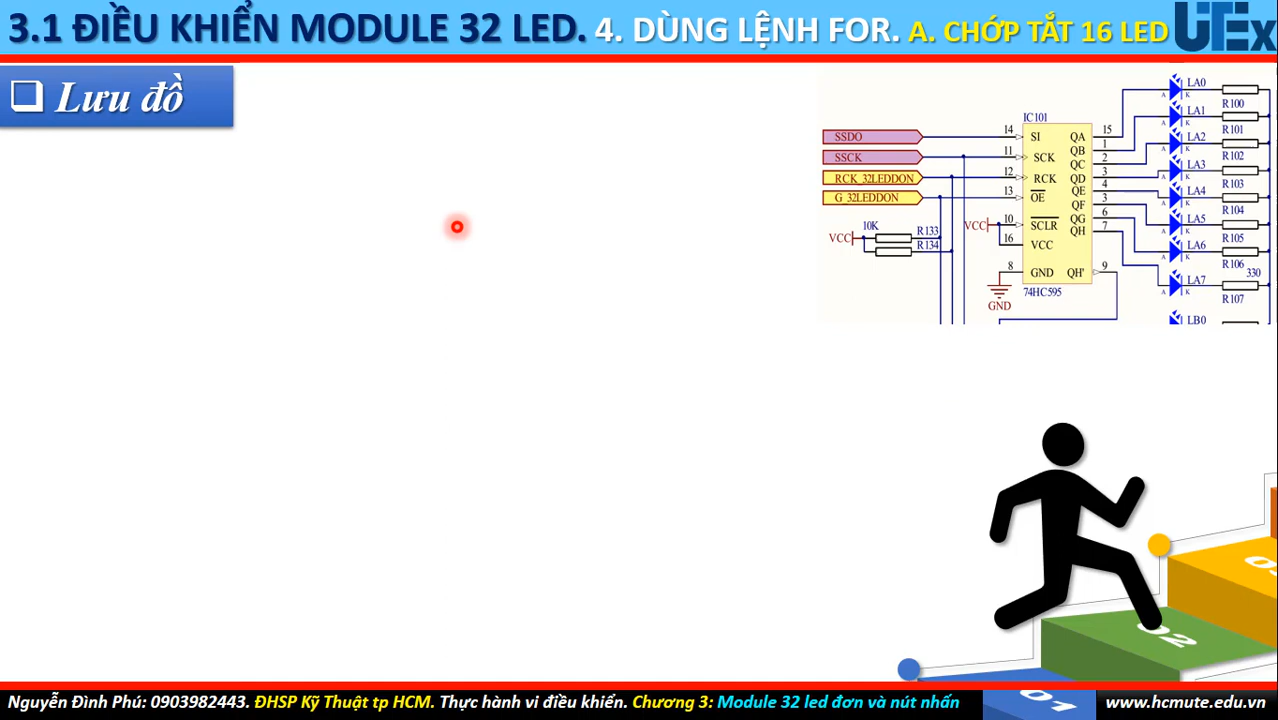 3.1 ĐIỀU KHIỂN MODULE 32 LED. 4. DÙNG LỆNH FOR. A. CHỚP TẮT 16 LED
UTEx
Lưu đồ
IC101
SSDO
SSCK
RCK_32LEDDON
G_32LEDDON
14 SI QA 15
11 SCK QB 1
QC 2
12 RCK QD 3
13 OE QE 4
QF 3
VCC 10 SCLR QG 6
16 VCC QH 7
8 GND QH' 9
GND
74HC595
VCC 10K R133
R134
A K LA0 R100
A K LA1 R101
A K LA2 R102
A K LA3 R103
A K LA4 R104
A K LA5 R105
A K LA6 R106
330
A K LA7 R107
LB0
02
01
Nguyễn Đình Phú: 0903982443. ĐHSP Kỹ Thuật tp HCM. Thực hành vi điều khiển. Chương 3: Module 32 led đơn và nút nhấn
www.hcmute.edu.vn